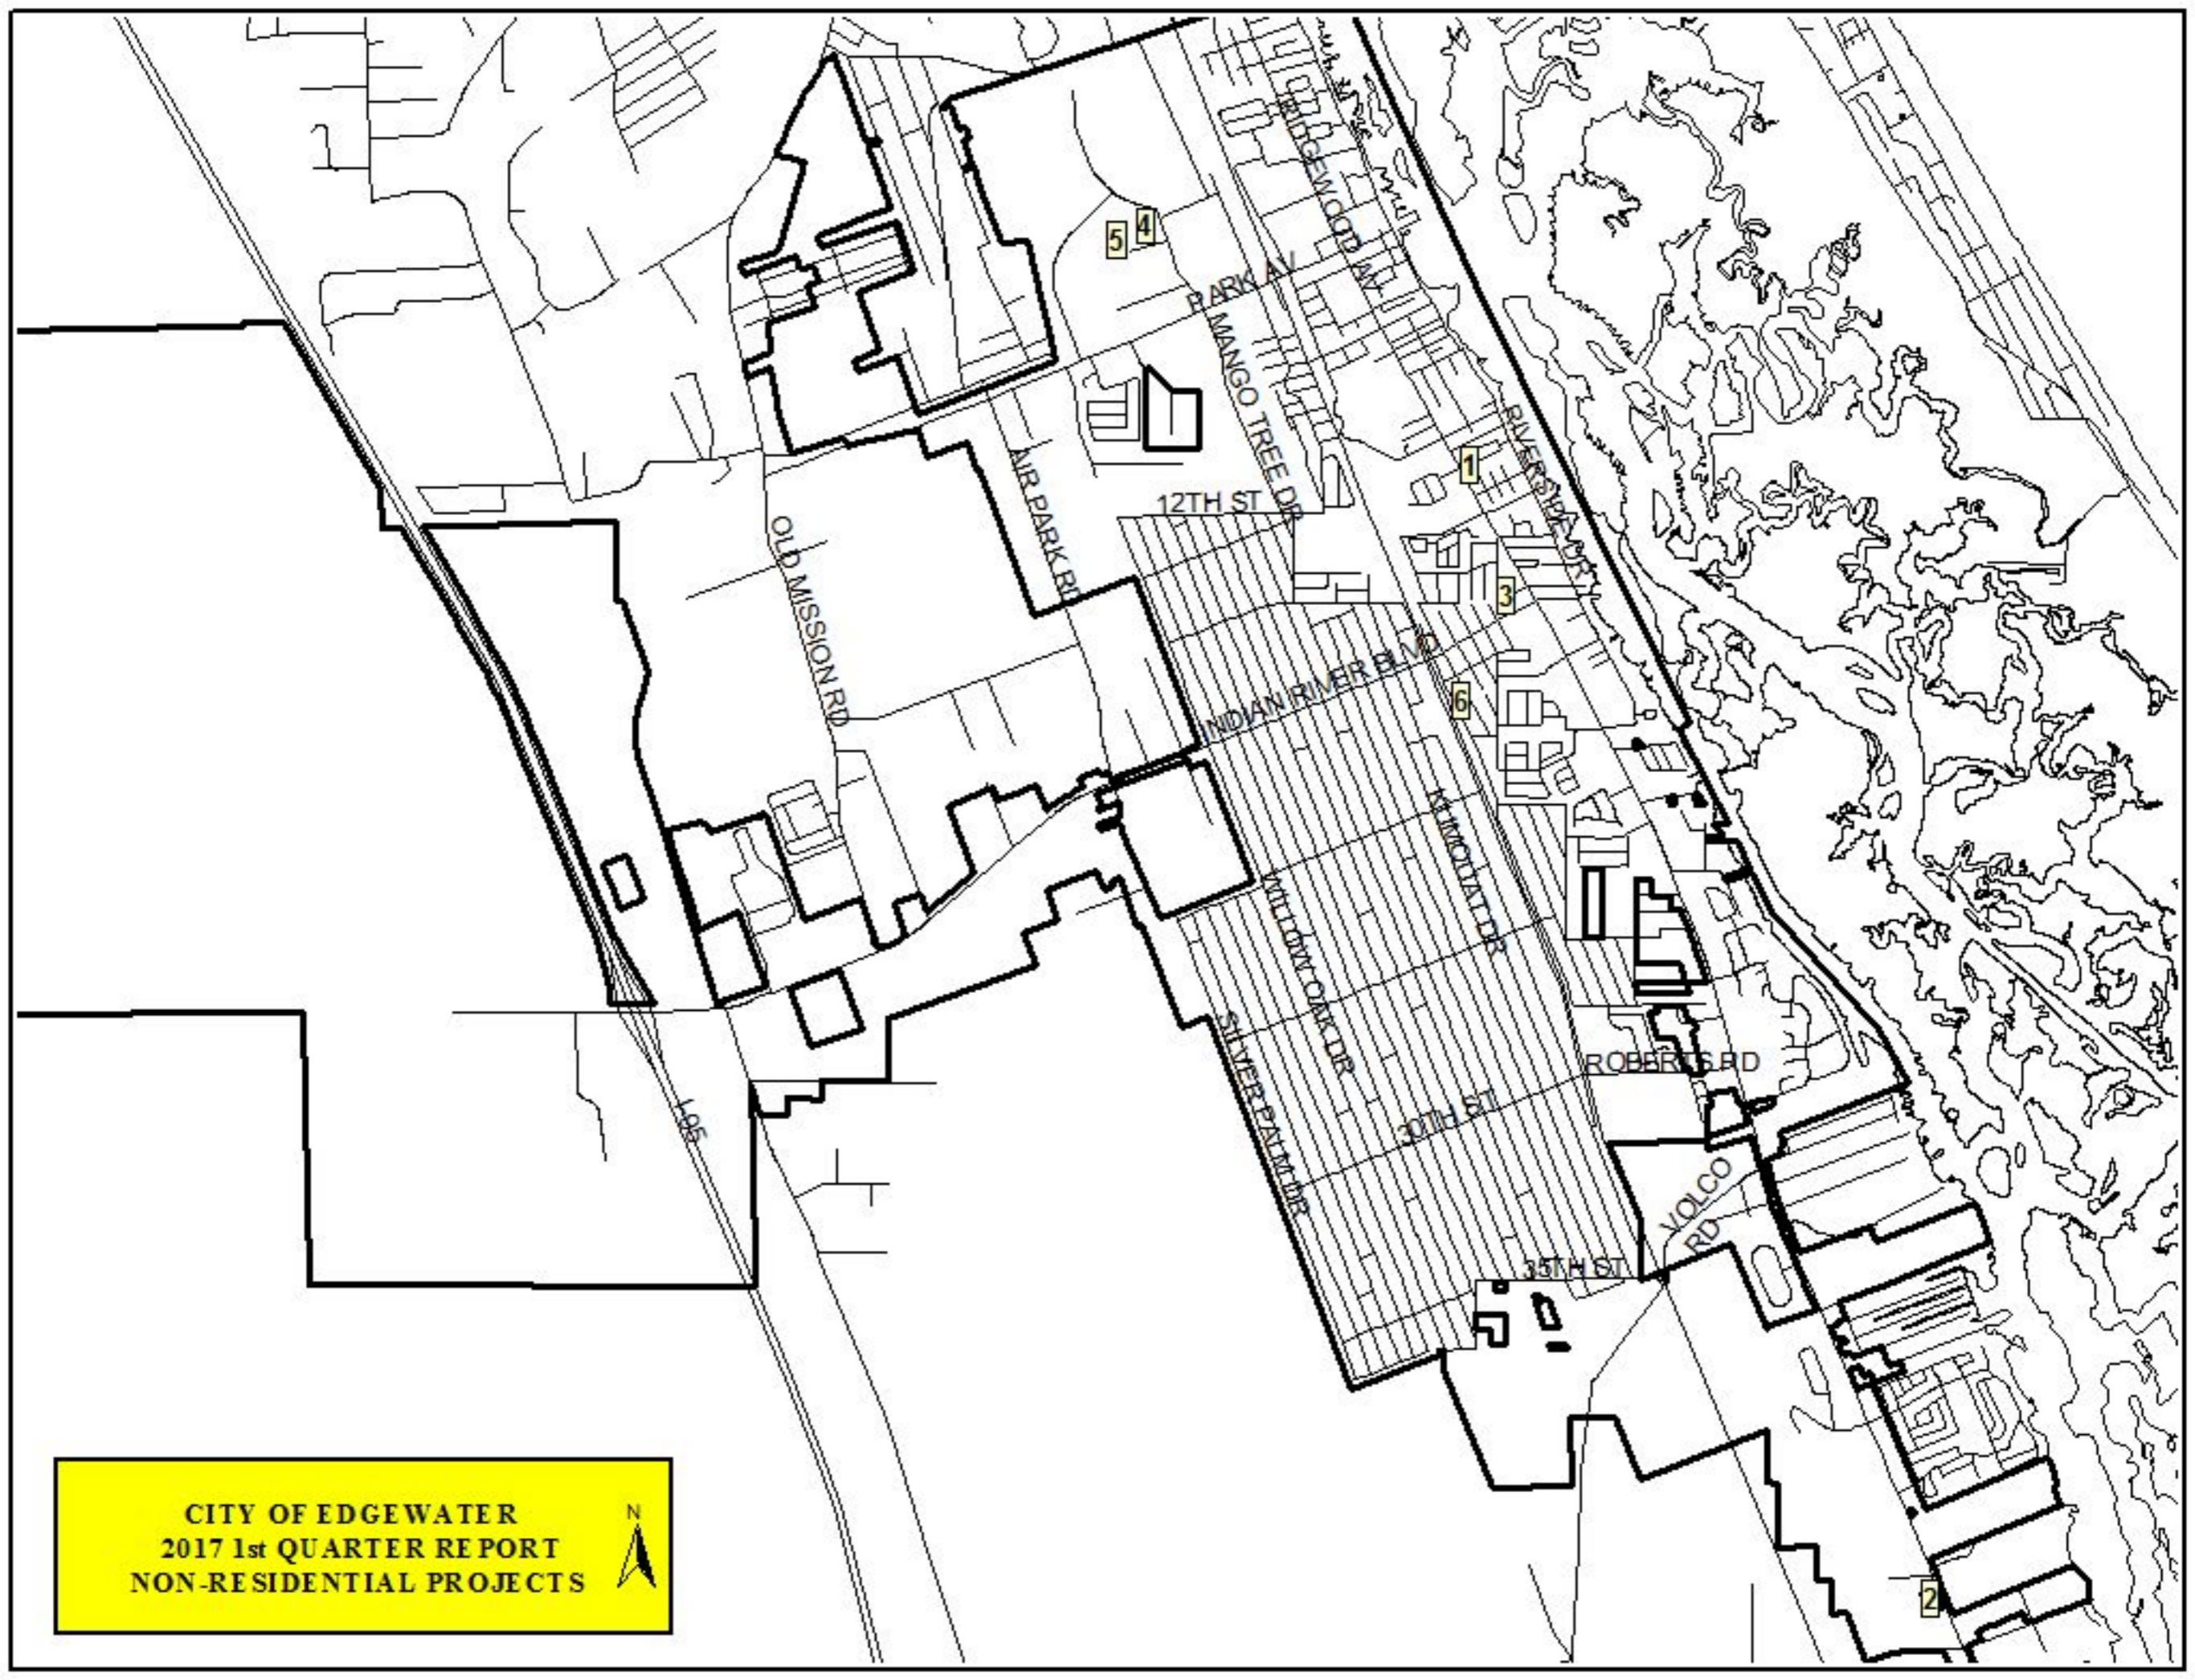 RIDGEWOOD AV
4
5
PARK AV
MANGO TREE DR
RIVERSIDE DR
1
AIR PARK RD
12TH ST
OLD MISSION RD
3
INDIAN RIVER BLVD
6
KUMQUAT DR
WILLOW OAK DR
SILVER PALM DR
ROBERTS RD
I-95
30TH ST
VOLCO
RD
35TH ST
2
CITY OF EDGEWATER
2017 1st QUARTER REPORT
NON-RESIDENTIAL PROJECTS
N